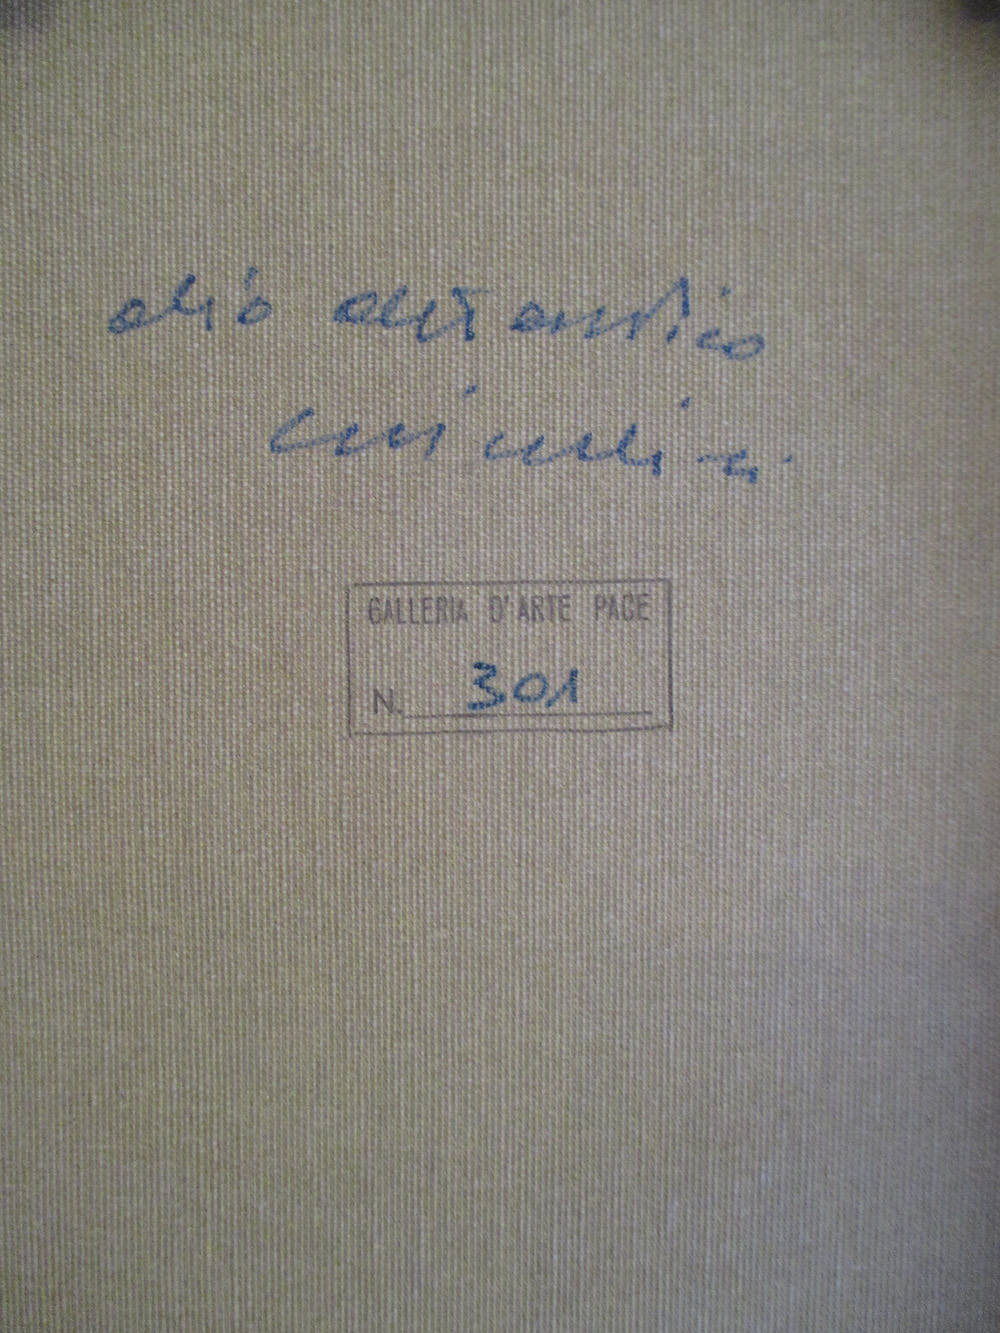 olio autentico
GALLERIA D'ARTE PACE
N. 301